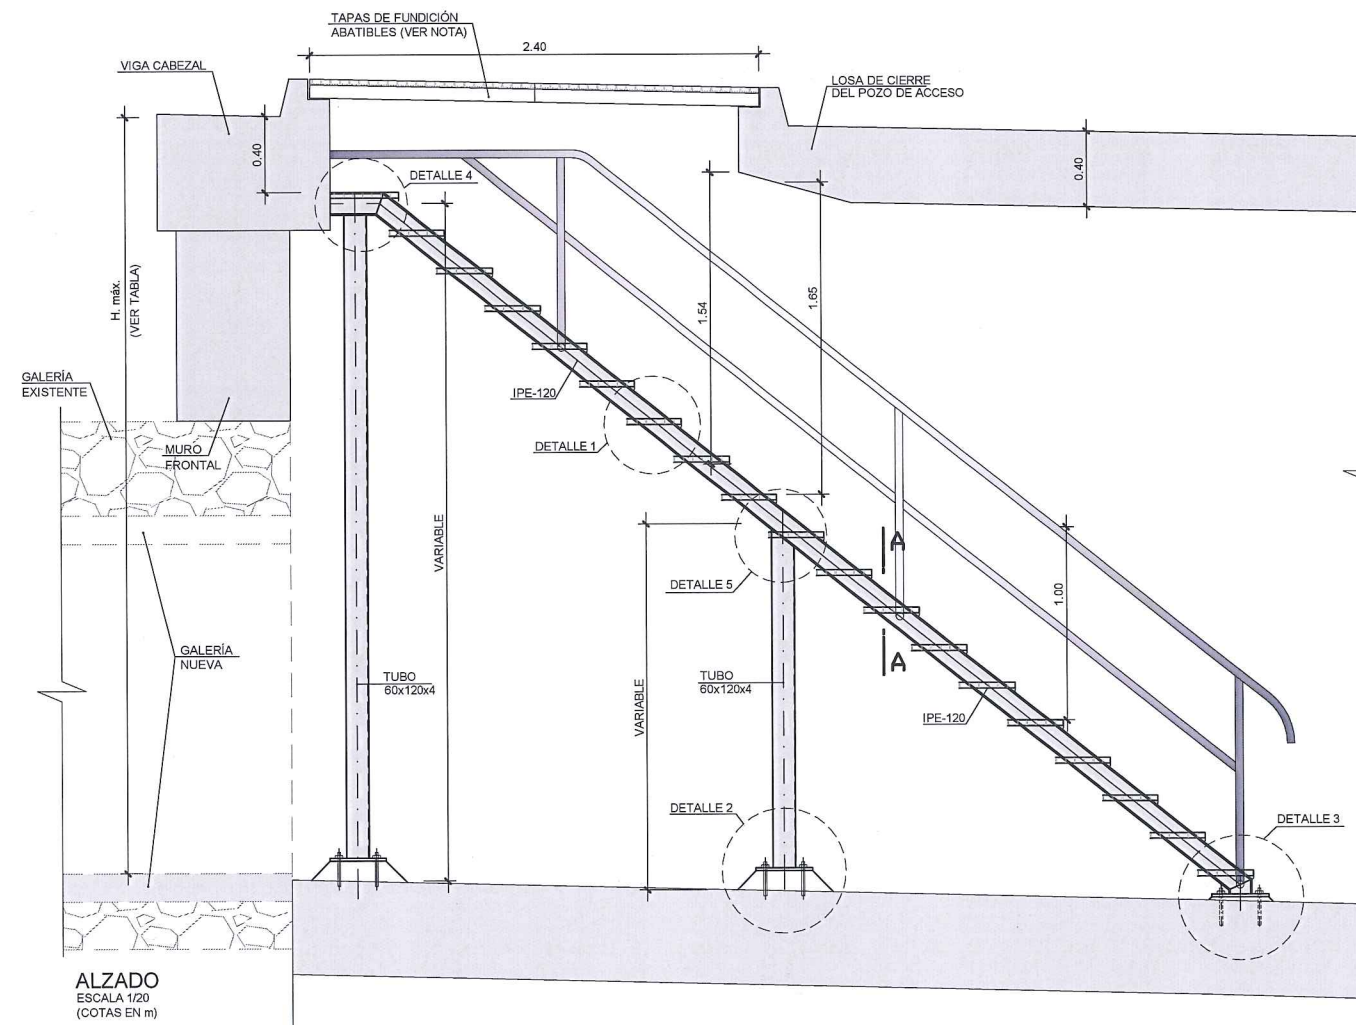 TAPAS DE FUNDICIÓN
ABATIBLES (VER NOTA)
2.40
VIGA CABEZAL
LOSA DE CIERRE
DEL POZO DE ACCESO
0.40
DETALLE 4
0.40
H. máx.
(VER TABLA)
1.54
1.65
GALERÍA
EXISTENTE
IPE-120
MURO
FRONTAL
DETALLE 1
VARIABLE
A
DETALLE 5
1.00
GALERÍA
NUEVA
A
TUBO
60x120x4
VARIABLE
TUBO
60x120x4
IPE-120
DETALLE 2
DETALLE 3
ALZADO
ESCALA 1/20
(COTAS EN m)